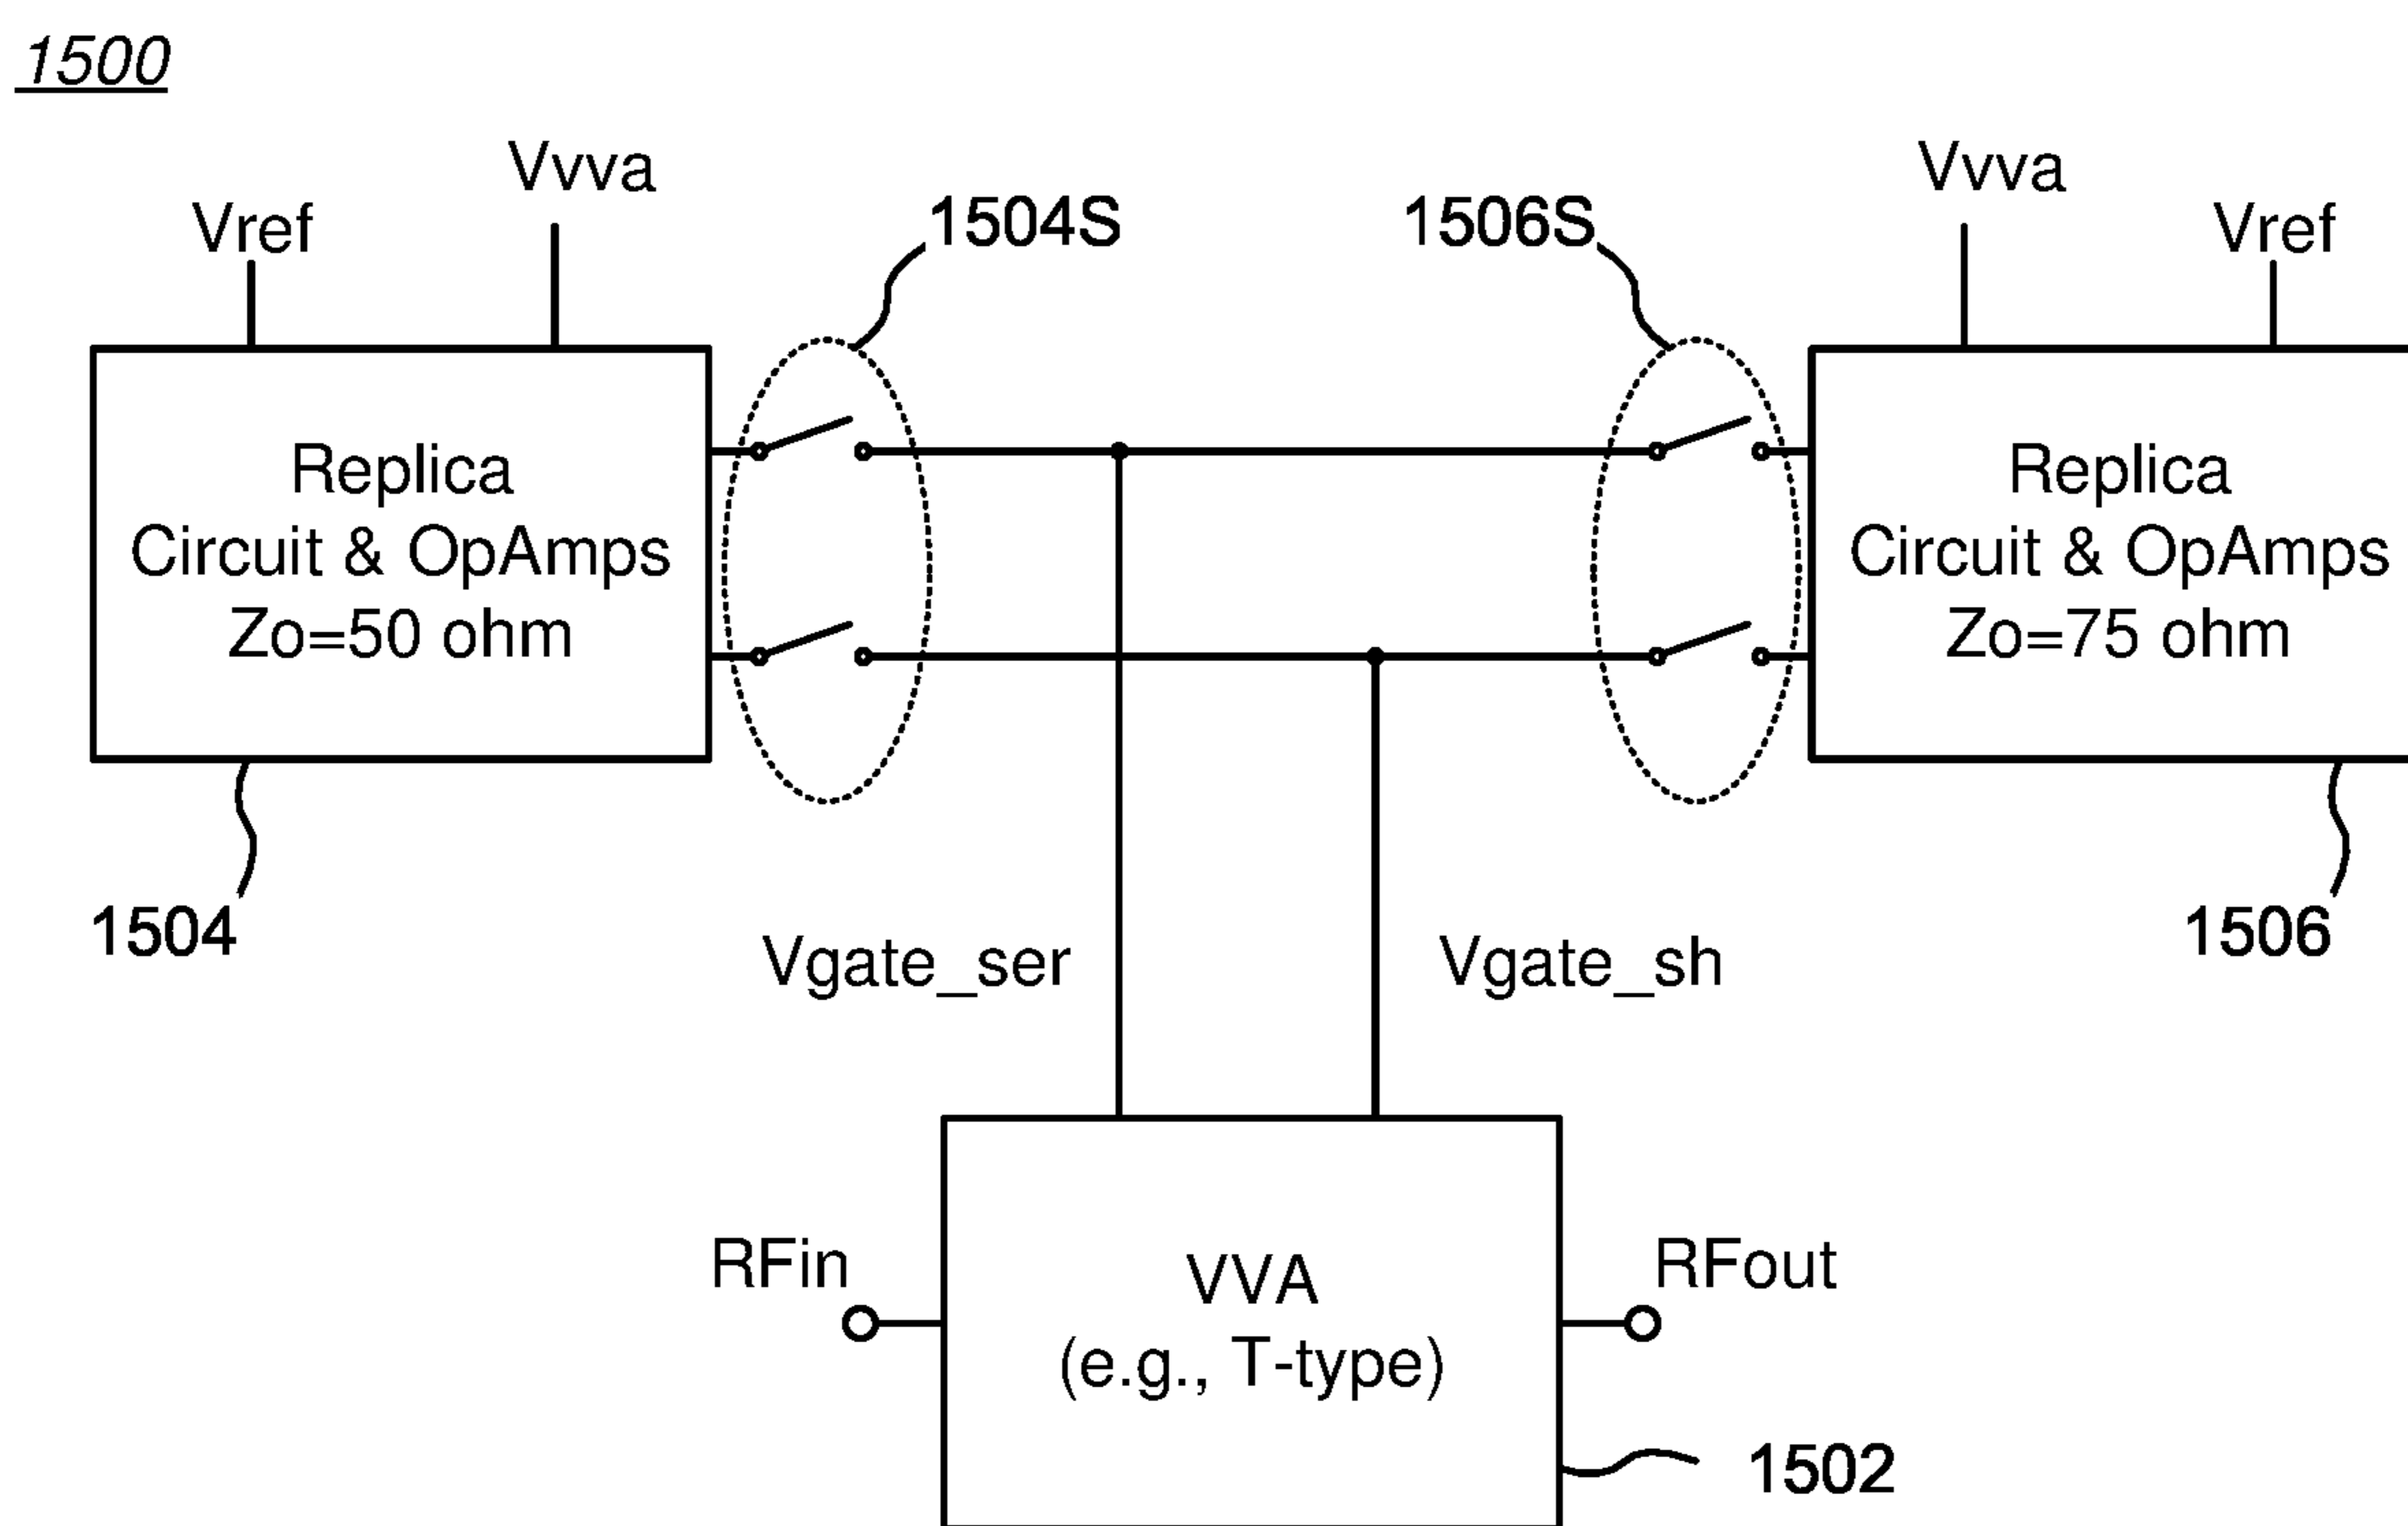 1500
Vvva
Vref
1504S
1506S
Vvva
Vref
Replica
Circuit & OpAmps
Zo=50 ohm
Replica
Circuit & OpAmps
Zo=75 ohm
1504
Vgate_ser
Vgate_sh
1506
RFin
VVA
(e.g., T-type)
RFout
1502